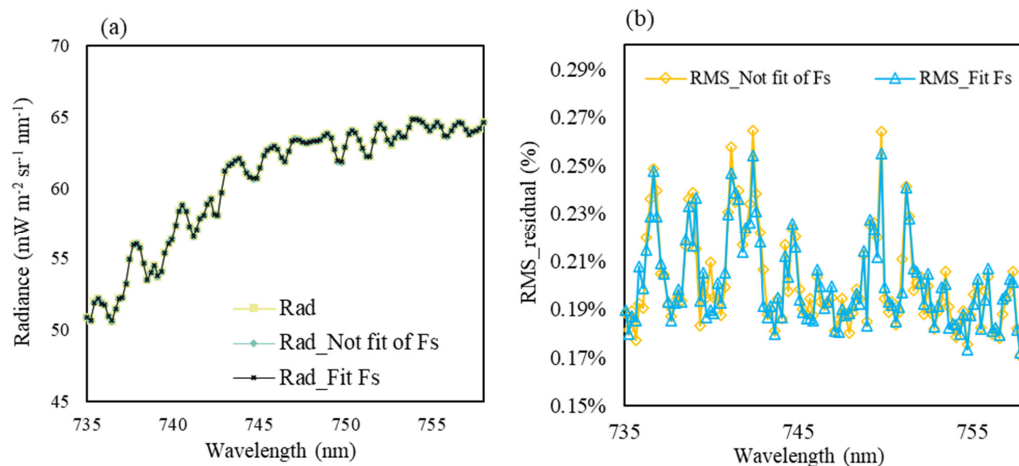 (a)
70
65
60
55
50
45
Radiance (mW m-2 sr-1 nm-1)
Rad
Rad_Not fit of Fs
Rad_Fit Fs
735 740 745 750 755
Wavelength (nm)
(b)
0.29%
0.27%
0.25%
0.23%
0.21%
0.19%
0.17%
0.15%
RMS_residual (%)
RMS_Not fit of Fs RMS_Fit Fs
735 745 755
Wavelength (nm)